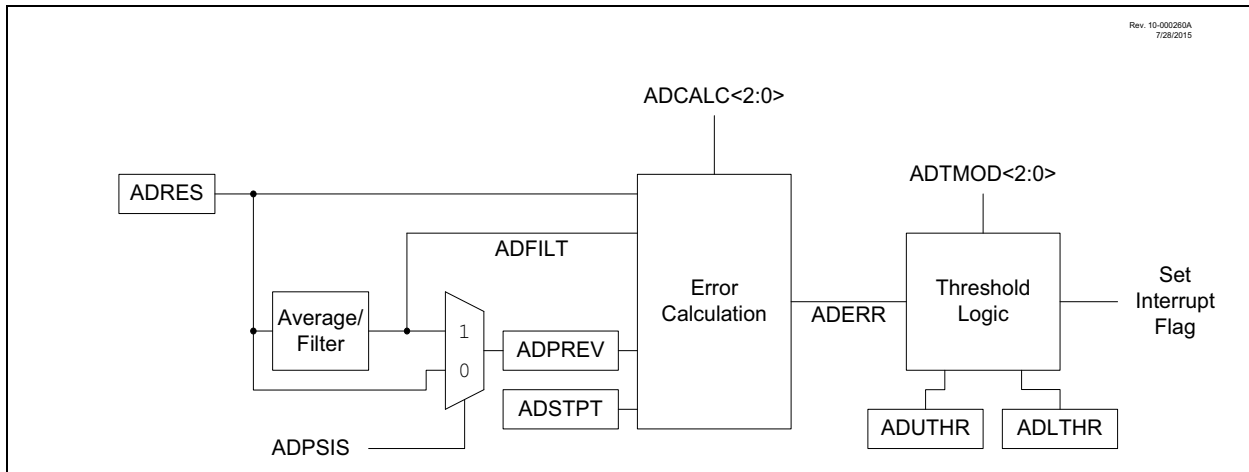 Rev. 10-000260A
7/28/2015
ADCALC<2:0>
ADTMOD<2:0>
ADRES
ADFILT
Average/
Filter
1
0
ADPREV
ADSTPT
ADPSIS
Error
Calculation
ADERR
Threshold
Logic
Set
Interrupt
Flag
ADUTHR
ADLTHR